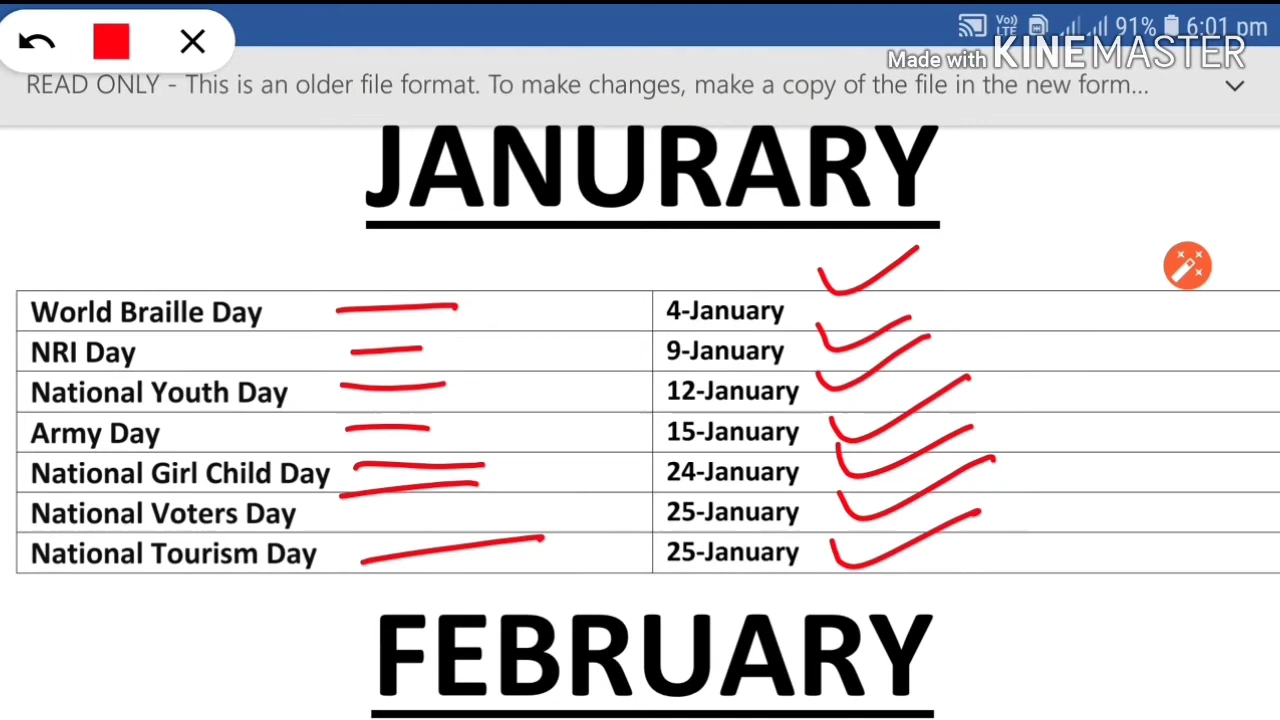 Vo))
LTE
91%
6:01 pm
Made with KINEMASTER
READ ONLY - This is an older file format. To make changes, make a copy of the file in the new form...
JANURARY
World Braille Day 4-January
NRI Day 9-January
National Youth Day 12-January
Army Day 15-January
National Girl Child Day 24-January
National Voters Day 25-January
National Tourism Day 25-January
FEBRUARY